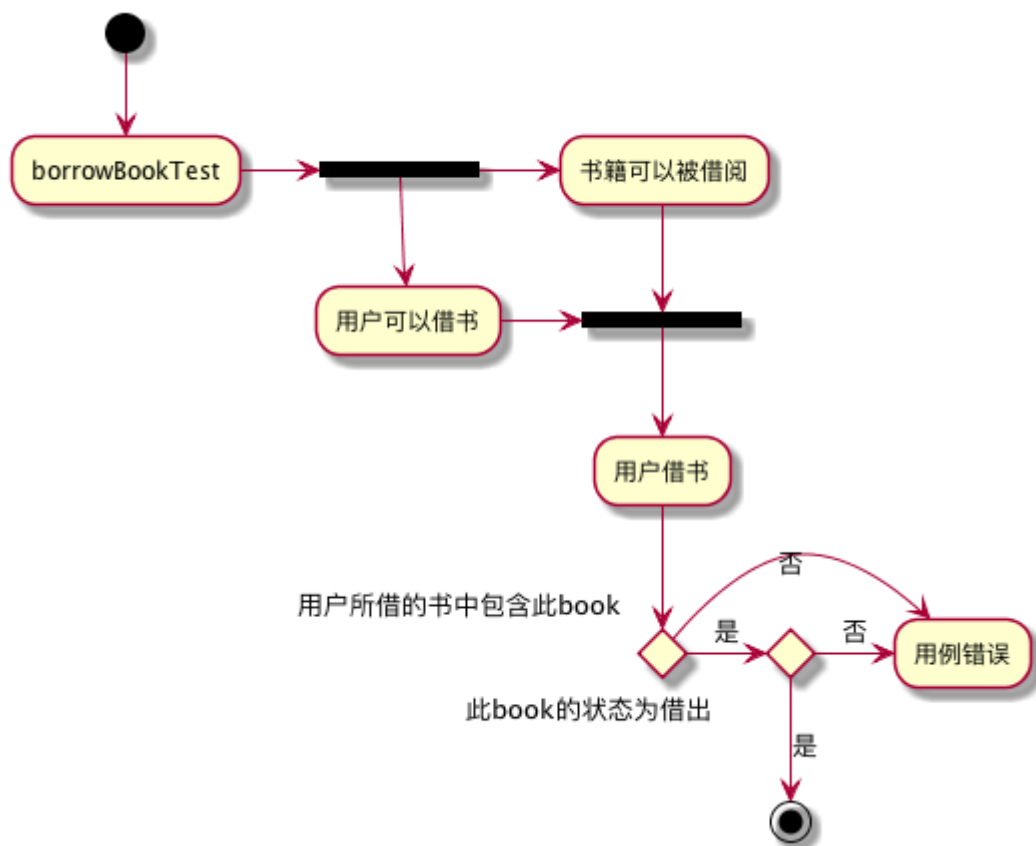 borrowBookTest
书籍可以被借阅
用户可以借书
用户借书
否
用户所借的书中包含此book
是
否
用例错误
此book的状态为借出
是